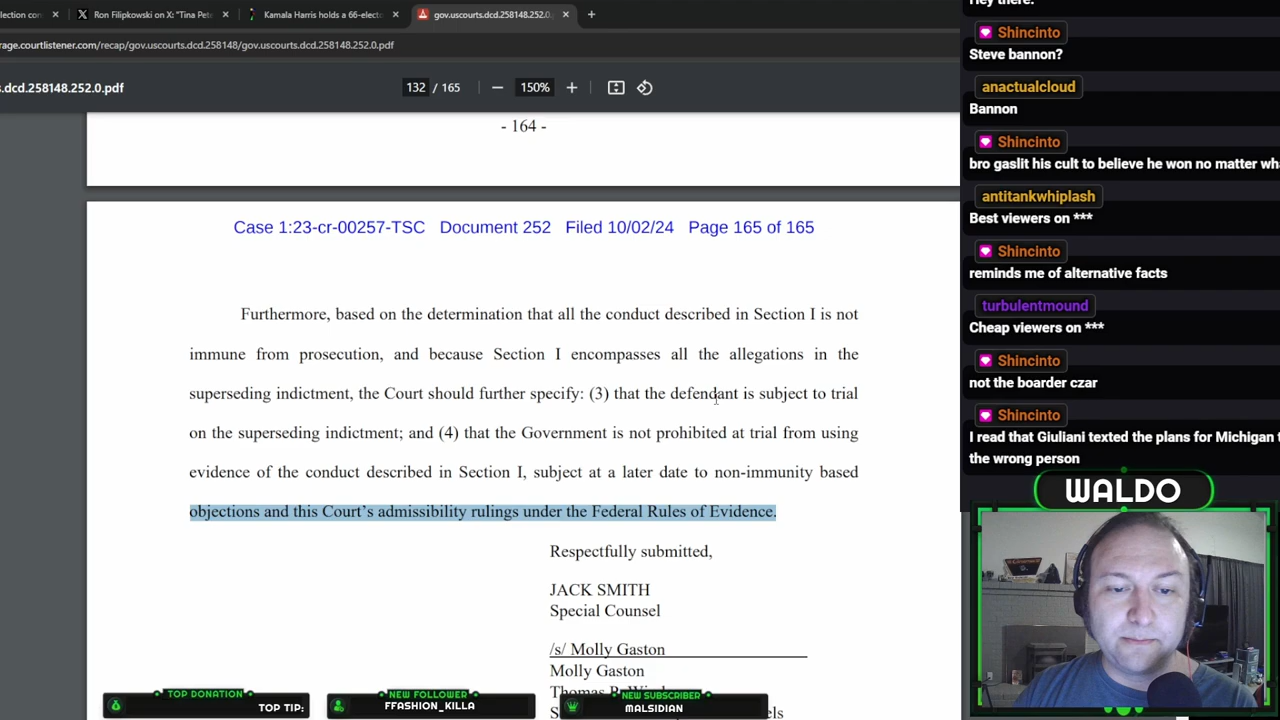 lection con
Ron Filipkowski on X: "Tina Pete
Kamala Harris holds a 66-electo
gov.uscourts.dcd.258148.252.0.p
rage.courtlistener.com/recap/gov.uscourts.dcd.258148/gov.uscourts.dcd.258148.252.0.pdf
s.dcd.258148.252.0.pdf
132 / 165
150%
- 164 -
Case 1:23-cr-00257-TSC Document 252 Filed 10/02/24 Page 165 of 165
Furthermore, based on the determination that all the conduct described in Section I is not
immune from prosecution, and because Section I encompasses all the allegations in the
superseding indictment, the Court should further specify: (3) that the defendant is subject to trial
on the superseding indictment; and (4) that the Government is not prohibited at trial from using
evidence of the conduct described in Section I, subject at a later date to non-immunity based
objections and this Court's admissibility rulings under the Federal Rules of Evidence.
Respectfully submitted,
JACK SMITH
Special Counsel
/s/ Molly Gaston
Molly Gaston
Hey there.
Shincinto
Steve bannon?
anactualcloud
Bannon
Shincinto
bro gaslit his cult to believe he won no matter wha
antitankwhiplash
Best viewers on ***
Shincinto
reminds me of alternative facts
turbulentmound
Cheap viewers on ***
Shincinto
not the boarder czar
Shincinto
I read that Giuliani texted the plans for Michigan t
the wrong person
WALDO
TOP DONATION
TOP TIP:
NEW FOLLOWER
FFASHION_KILLA
NEW SUBSCRIBER
MALSIDIAN